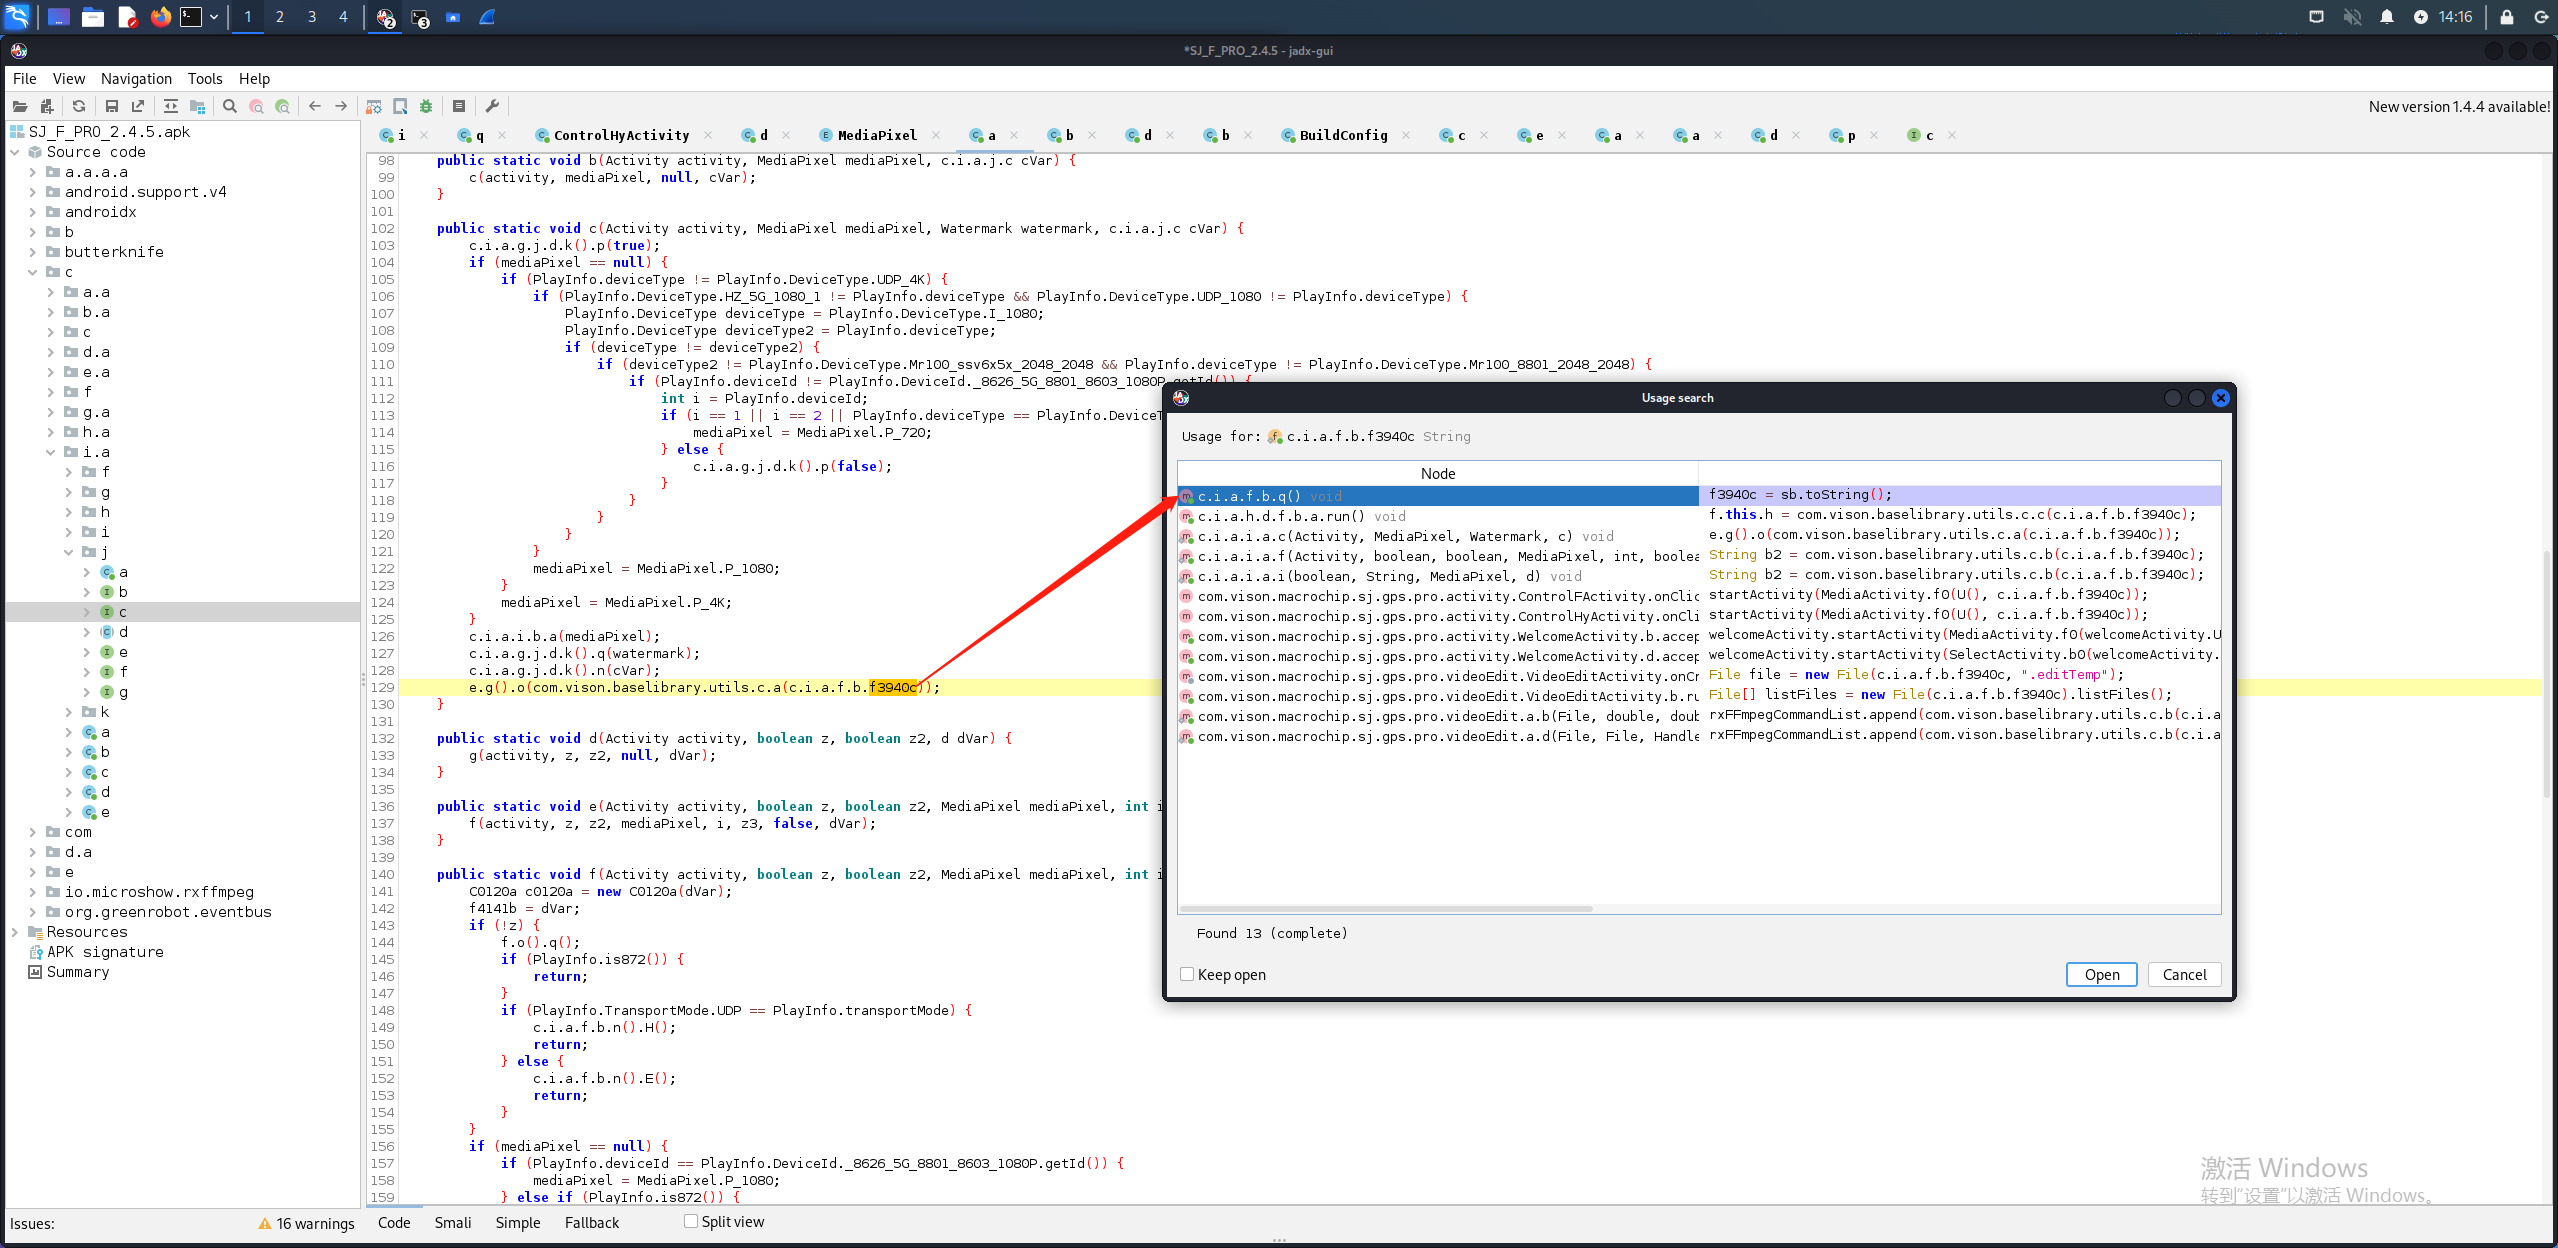 1 2 3 4
2
3
14:16
*SJ_F_PRO_2.4.5 - jadx-gui
File View Navigation Tools Help
New version 1.4.4 available!
SJ_F_PRO_2.4.5.apk
Source code
a.a.a.a
android.support.v4
androidx
b
butterknife
c
a.a
b.a
c
d.a
e.a
f
g.a
h.a
i.a
f
g
h
i
j
a
b
c
d
e
f
g
k
a
b
c
d
e
com
d.a
e
io.microshow.rxffmpeg
org.greenrobot.eventbus
Resources
APK signature
Summary
Issues: 16 warnings
i q ControlHyActivity d MediaPixel a b d b BuildConfig c e a a d p c
98 public static void b(Activity activity, MediaPixel mediaPixel, c.i.a.j.c cVar) {
99 c(activity, mediaPixel, null, cVar);
100 }
101
102 public static void c(Activity activity, MediaPixel mediaPixel, Watermark watermark, c.i.a.j.c cVar) {
103 c.i.a.g.j.d.k().p(true);
104 if (mediaPixel == null) {
105 if (PlayInfo.deviceType != PlayInfo.DeviceType.UDP_4K) {
106 if (PlayInfo.DeviceType.HZ_5G_1080_1 != PlayInfo.deviceType && PlayInfo.DeviceType.UDP_1080 != PlayInfo.deviceType) {
107 PlayInfo.DeviceType deviceType = PlayInfo.DeviceType.I_1080;
108 PlayInfo.DeviceType deviceType2 = PlayInfo.deviceType;
109 if (deviceType != deviceType2) {
110 if (deviceType2 != PlayInfo.DeviceType.Mr100_ssv6x5x_2048_2048 && PlayInfo.deviceType != PlayInfo.DeviceType.Mr100_8801_2048_2048) {
111 if (PlayInfo.deviceId != PlayInfo.DeviceId._8626_5G_8801_8603_1080P.getId()) {
112 int i = PlayInfo.deviceId;
113 if (i == 1 || i == 2 || PlayInfo.deviceType == PlayInfo.DeviceT
114 mediaPixel = MediaPixel.P_720;
115 } else {
116 c.i.a.g.j.d.k().p(false);
117 }
118 }
119 }
120 }
121 }
122 mediaPixel = MediaPixel.P_1080;
123 }
124 mediaPixel = MediaPixel.P_4K;
125 }
126 c.i.a.i.b.a(mediaPixel);
127 c.i.a.g.j.d.k().q(watermark);
128 c.i.a.g.j.d.k().n(cVar);
129 e.g().o(com.vison.baselibrary.utils.c.a(c.i.a.f.b.f3940c));
130 }
131
132 public static void d(Activity activity, boolean z, boolean z2, d dVar) {
133 g(activity, z, z2, null, dVar);
134 }
135
136 public static void e(Activity activity, boolean z, boolean z2, MediaPixel mediaPixel, int i
137 f(activity, z, z2, mediaPixel, i, z3, false, dVar);
138 }
139
140 public static void f(Activity activity, boolean z, boolean z2, MediaPixel mediaPixel, int i
141 C0120a c0120a = new C0120a(dVar);
142 f4141b = dVar;
143 if (!z) {
144 f.o().q();
145 if (PlayInfo.is872()) {
146 return;
147 }
148 if (PlayInfo.TransportMode.UDP == PlayInfo.transportMode) {
149 c.i.a.f.b.n().H();
150 return;
151 } else {
152 c.i.a.f.b.n().E();
153 return;
154 }
155 }
156 if (mediaPixel == null) {
157 if (PlayInfo.deviceId == PlayInfo.DeviceId._8626_5G_8801_8603_1080P.getId()) {
158 mediaPixel = MediaPixel.P_1080;
159 } else if (PlayInfo.is872()) {
Code Smali Simple Fallback Split view
Usage search
Usage for: c.i.a.f.b.f3940c String
Node
c.i.a.f.b.q() void f3940c = sb.toString();
c.i.a.h.d.f.b.a.run() void f.this.h = com.vison.baselibrary.utils.c.c(c.i.a.f.b.f3940c);
c.i.a.i.a.c(Activity, MediaPixel, Watermark, c) void e.g().o(com.vison.baselibrary.utils.c.a(c.i.a.f.b.f3940c));
c.i.a.i.a.f(Activity, boolean, boolean, MediaPixel, int, boolea String b2 = com.vison.baselibrary.utils.c.b(c.i.a.f.b.f3940c);
c.i.a.i.a.i(boolean, String, MediaPixel, d) void String b2 = com.vison.baselibrary.utils.c.b(c.i.a.f.b.f3940c);
com.vison.macrochip.sj.gps.pro.activity.ControlFActivity.onClic startActivity(MediaActivity.f0(U(), c.i.a.f.b.f3940c));
com.vison.macrochip.sj.gps.pro.activity.ControlHyActivity.onCli startActivity(MediaActivity.f0(U(), c.i.a.f.b.f3940c));
com.vison.macrochip.sj.gps.pro.activity.WelcomeActivity.b.accep welcomeActivity.startActivity(MediaActivity.f0(welcomeActivity.U
com.vison.macrochip.sj.gps.pro.activity.WelcomeActivity.d.accep welcomeActivity.startActivity(SelectActivity.b0(welcomeActivity.
com.vison.macrochip.sj.gps.pro.videoEdit.VideoEditActivity.onCr File file = new File(c.i.a.f.b.f3940c, ".editTemp");
com.vison.macrochip.sj.gps.pro.videoEdit.VideoEditActivity.b.ru File[] listFiles = new File(c.i.a.f.b.f3940c).listFiles();
com.vison.macrochip.sj.gps.pro.videoEdit.a.b(File, double, doub rxFFmpegCommandList.append(com.vison.baselibrary.utils.c.b(c.i.a
com.vison.macrochip.sj.gps.pro.videoEdit.a.d(File, File, Handle rxFFmpegCommandList.append(com.vison.baselibrary.utils.c.b(c.i.a
Found 13 (complete)
Keep open Open Cancel
激活 Windows
转到"设置"以激活 Windows。